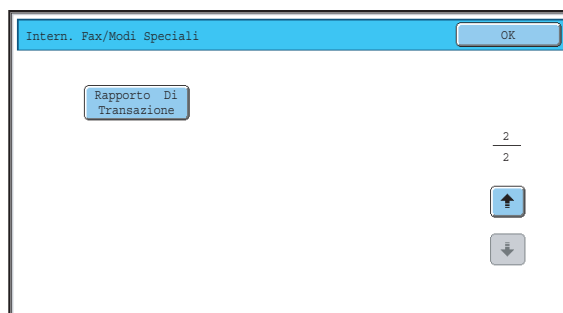 Intern. Fax/Modi Speciali
OK
Rapporto Di
Transazione
2
2